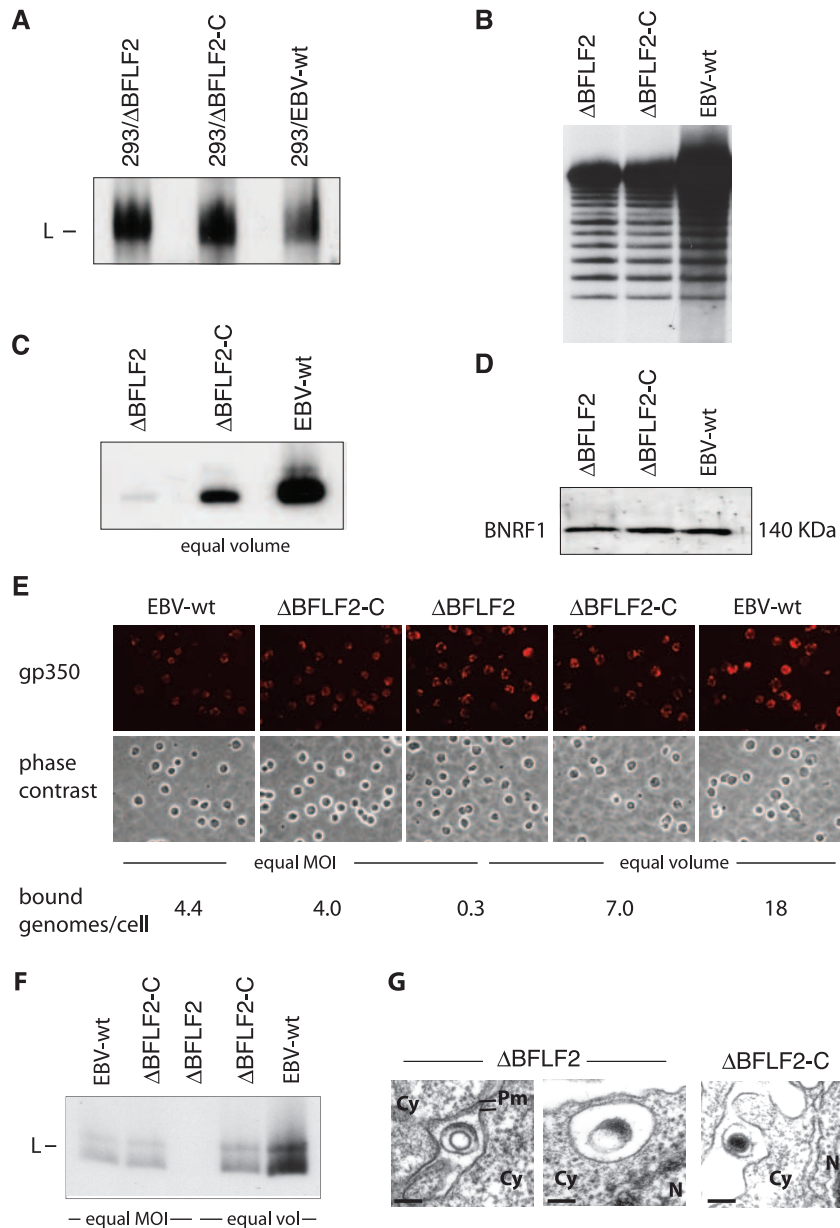 A
293/ΔBFLF2
293/ΔBFLF2-C
293/EBV-wt
L –
B
ΔBFLF2
ΔBFLF2-C
EBV-wt
C
ΔBFLF2
ΔBFLF2-C
EBV-wt
equal volume
D
ΔBFLF2
ΔBFLF2-C
EBV-wt
BNRF1
140 KDa
E
EBV-wt ΔBFLF2-C ΔBFLF2 ΔBFLF2-C EBV-wt
gp350
phase
contrast
equal MOI equal volume
bound
genomes/cell 4.4 4.0 0.3 7.0 18
F
EBV-wt
ΔBFLF2-C
ΔBFLF2
ΔBFLF2-C
EBV-wt
L –
equal MOI equal vol
G
ΔBFLF2 ΔBFLF2-C
Cy Pm Cy
Cy N
Cy N